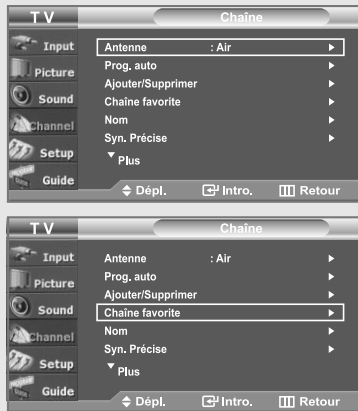 TV Chaîne
Input Antenne : Air
Prog. auto
Picture Ajouter/Supprimer
Sound Chaîne favorite
Channel Nom
Setup Syn. Précise
Plus
Guide
Dépl. Intro. Retour
TV Chaîne
Input Antenne : Air
Prog. auto
Picture Ajouter/Supprimer
Sound Chaîne favorite
Channel Nom
Setup Syn. Précise
Plus
Guide
Dépl. Intro. Retour